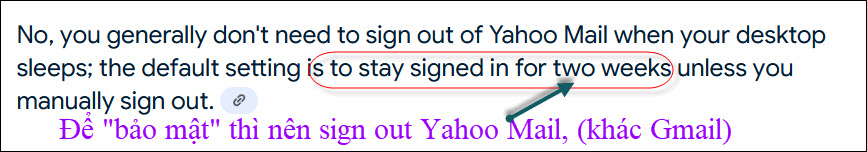 No, you generally don't need to sign out of Yahoo Mail when your desktop
sleeps; the default setting is to stay signed in for two weeks unless you
manually sign out.
Để "bảo mật" thì nên sign out Yahoo Mail, (khác Gmail)